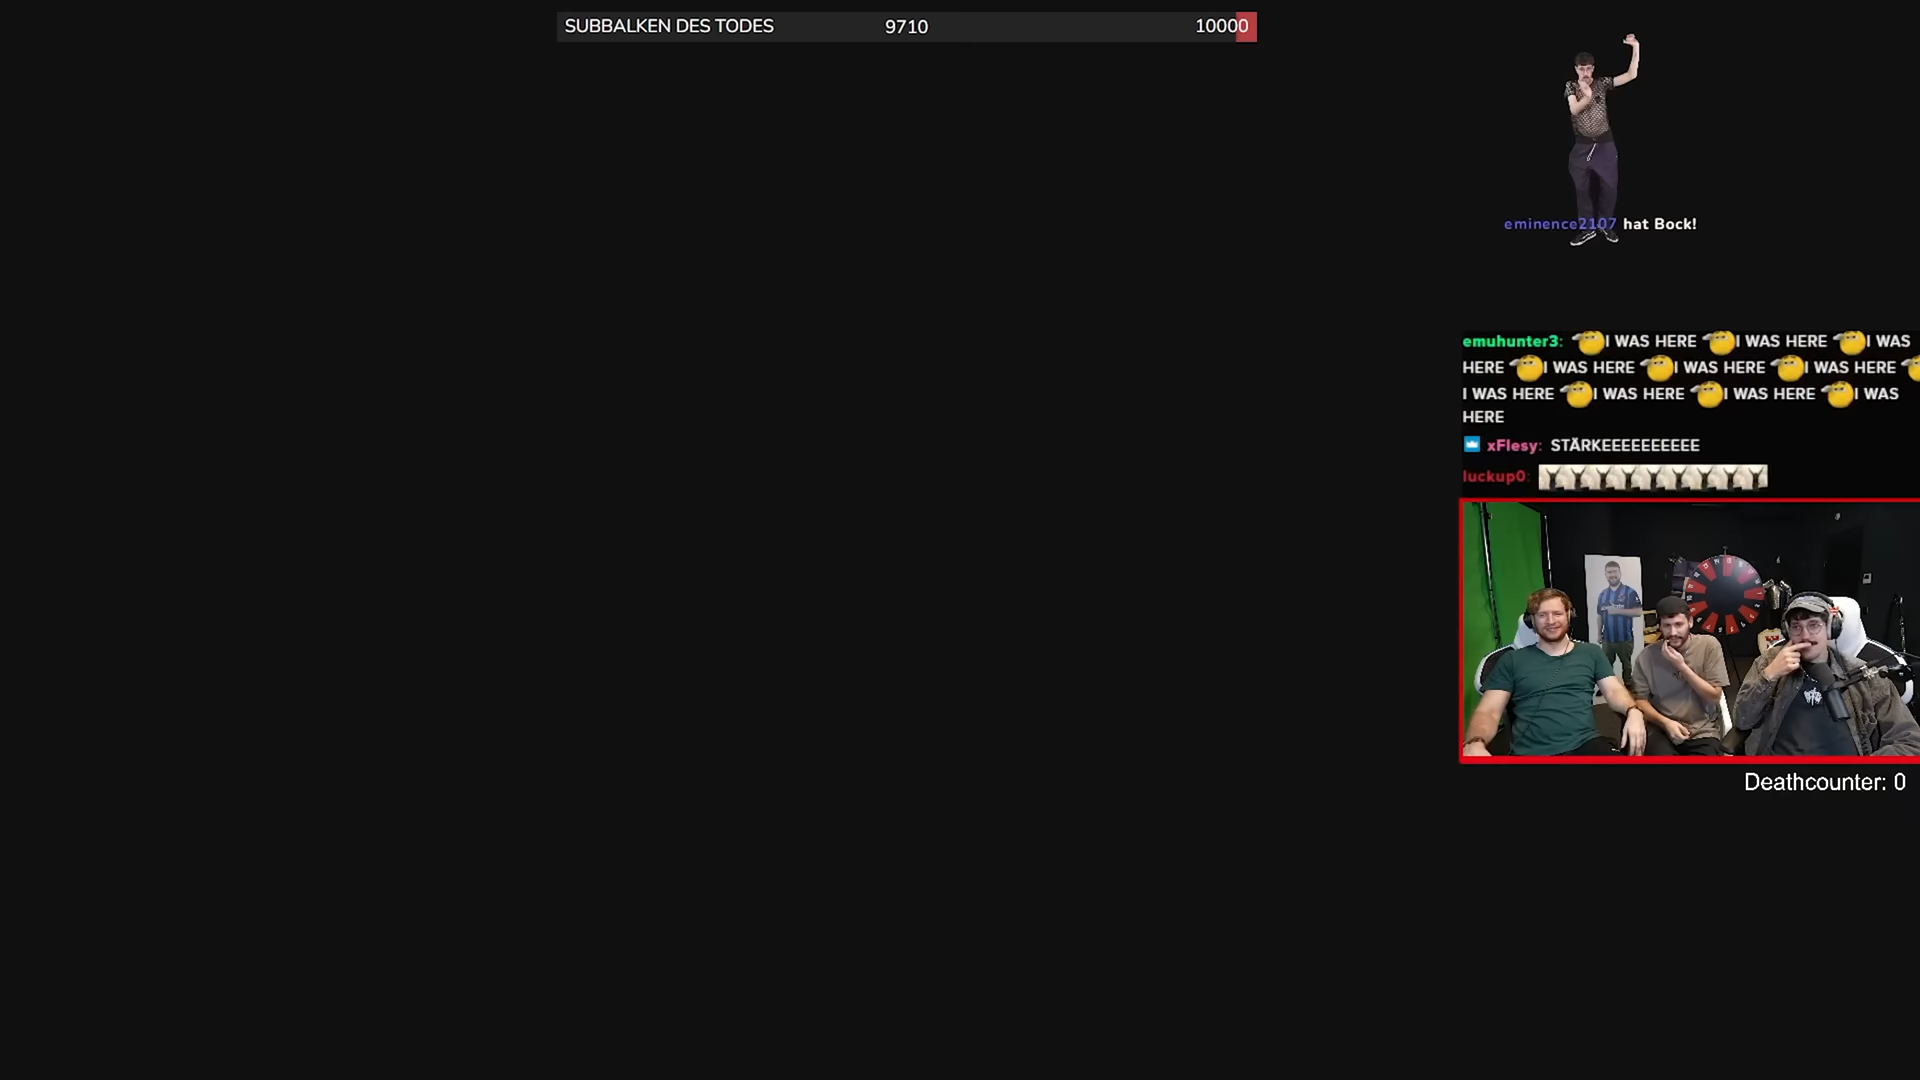 SUBBALKEN DES TODES 9710 10000
eminence2107 hat Bock!
emuhunter3: I WAS HERE I WAS HERE I WAS
HERE I WAS HERE I WAS HERE I WAS HERE
I WAS HERE I WAS HERE I WAS HERE I WAS
HERE
xFlesy: STÄRKEEEEEEEEEE
luckup0:
Deathcounter: 0